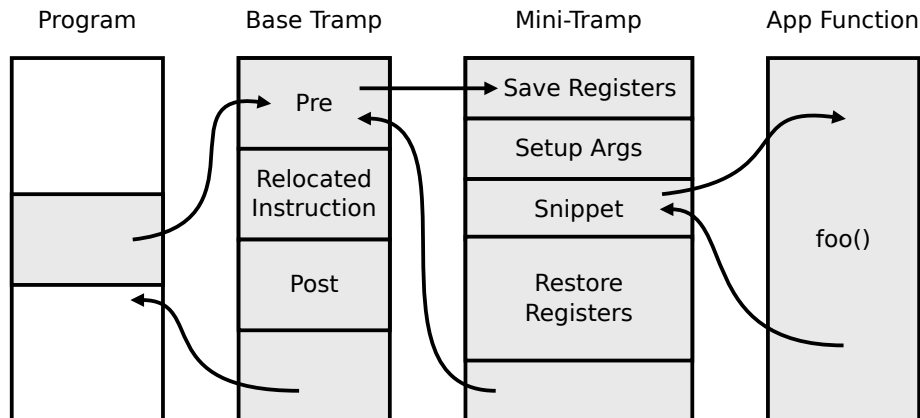 Program
Base Tramp
Mini-Tramp
App Function
Pre
Relocated
Instruction
Post
Save Registers
Setup Args
Snippet
Restore
Registers
foo()